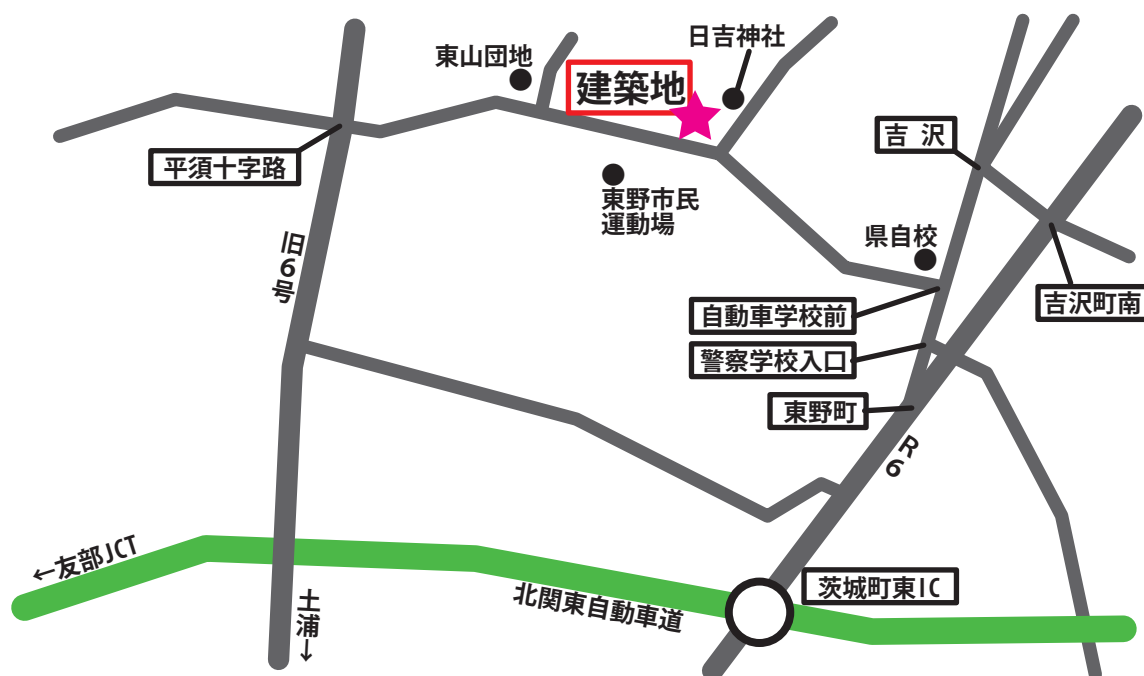 日吉神社
東山団地
建築地
吉 沢
平須十字路
東野市民
運動場
県自校
旧6号
吉沢町南
自動車学校前
警察学校入口
東野町
R6
←友部JCT
茨城町東IC
北関東自動車道
土浦→